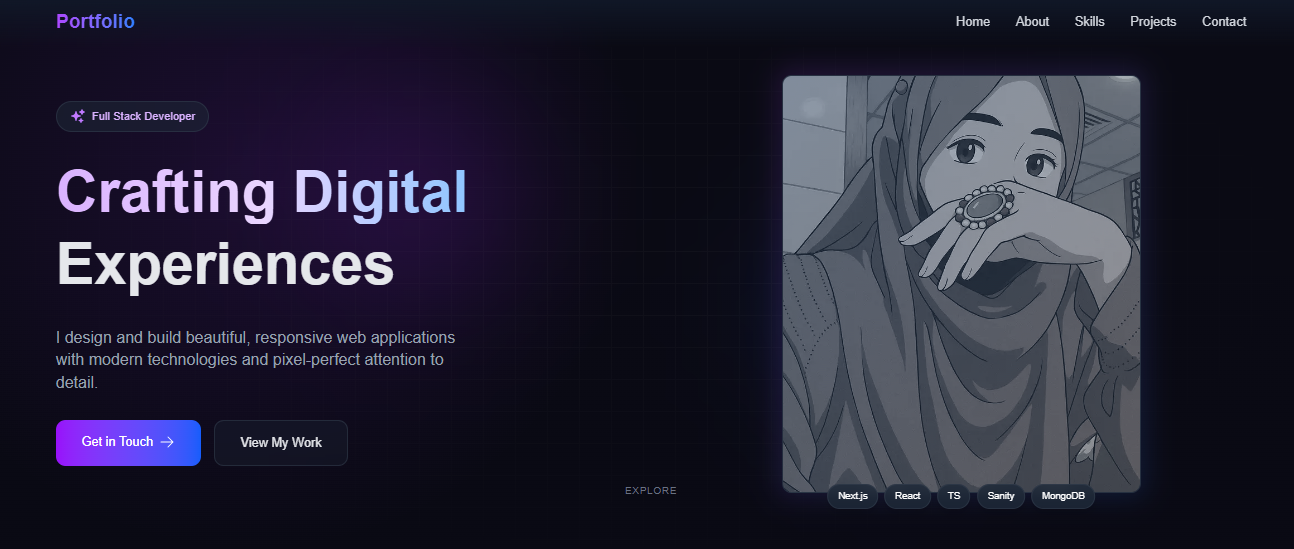 Portfolio
Home About Skills Projects Contact
Full Stack Developer
Crafting Digital
Experiences
I design and build beautiful, responsive web applications
with modern technologies and pixel-perfect attention to
detail.
Get in Touch →
View My Work
EXPLORE
Next.js React TS Sanity MongoDB